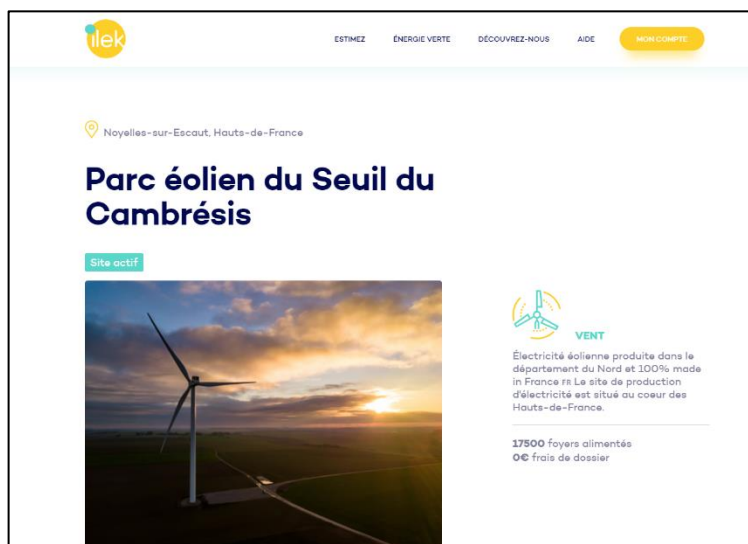 ilek
ESTIMEZ ÉNERGIE VERTE DÉCOUVREZ-NOUS AIDE MON COMPTE
Noyelles-sur-Escaut, Hauts-de-France
Parc éolien du Seuil du
Cambrésis
Site actif
VENT
Électricité éolienne produite dans le
département du Nord et 100% made
in France FR Le site de production
d'électricité est situé au coeur des
Hauts-de-France.
17500 foyers alimentés
0€ frais de dossier